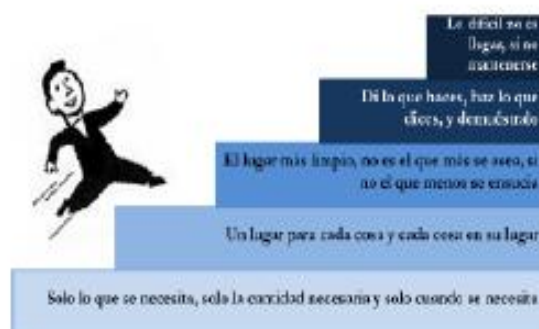 Lo difícil no es
llegar, si no
mantenerse
Di lo que haces, haz lo que
dices, y demuéstralo
El lugar más limpio, no es el que más se asea, si
no el que menos se ensucia
Un lugar para cada cosa y cada cosa en su lugar
Solo lo que se necesita, solo la cantidad necesaria y solo cuando se necesita